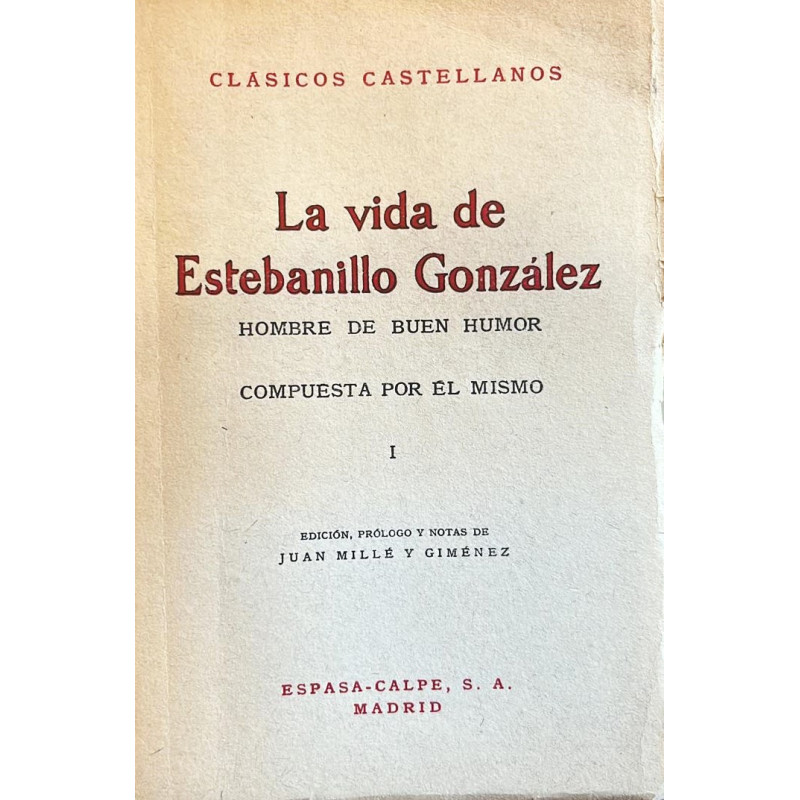 CLÁSICOS CASTELLANOS
La vida de
Estebanillo González
HOMBRE DE BUEN HUMOR
COMPUESTA POR ÉL MISMO
I
EDICIÓN, PRÓLOGO Y NOTAS DE
JUAN MILLÉ Y GIMÉNEZ
ESPASA-CALPE, S. A.
MADRID